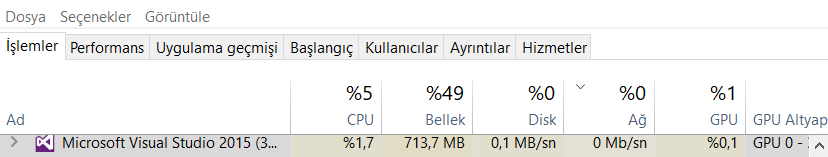 Dosya Seçenekler Görüntüle
İşlemler Performans Uygulama geçmişi Başlangıç Kullanıcılar Ayrıntılar Hizmetler
%5 %49 %0 %0 %1
Ad CPU Bellek Disk Ağ GPU GPU Altyap
Microsoft Visual Studio 2015 (3... %1,7 713,7 MB 0,1 MB/sn 0 Mb/sn %0,1 GPU 0 -